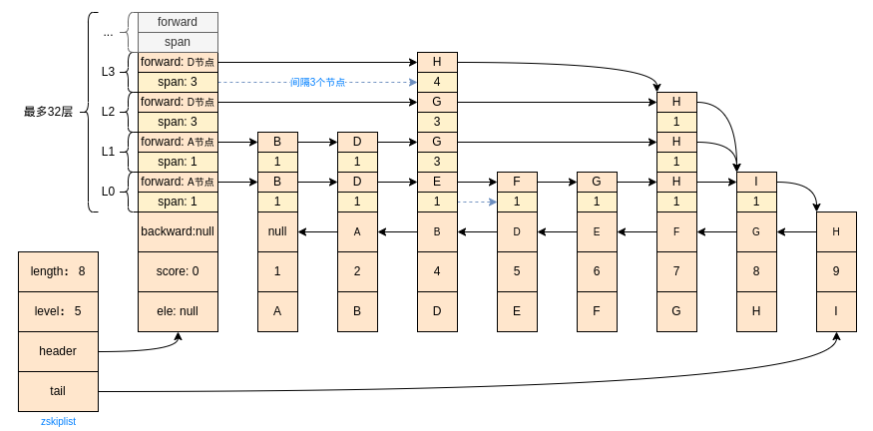 forward
...
span
forward: D节点
H
L3
span: 3
间隔3个节点
4
forward: D节点
G
H
最多32层
L2
span: 3
3
1
forward: A节点
B
D
G
H
L1
span: 1
1
1
3
1
forward: A节点
B
D
E
F
G
H
I
L0
span: 1
1
1
1
1
1
1
1
backward:null
null
A
B
D
E
F
G
H
length: 8
score: 0
1
2
4
5
6
7
8
9
level: 5
ele: null
A
B
D
E
F
G
H
I
header
tail
zskiplist